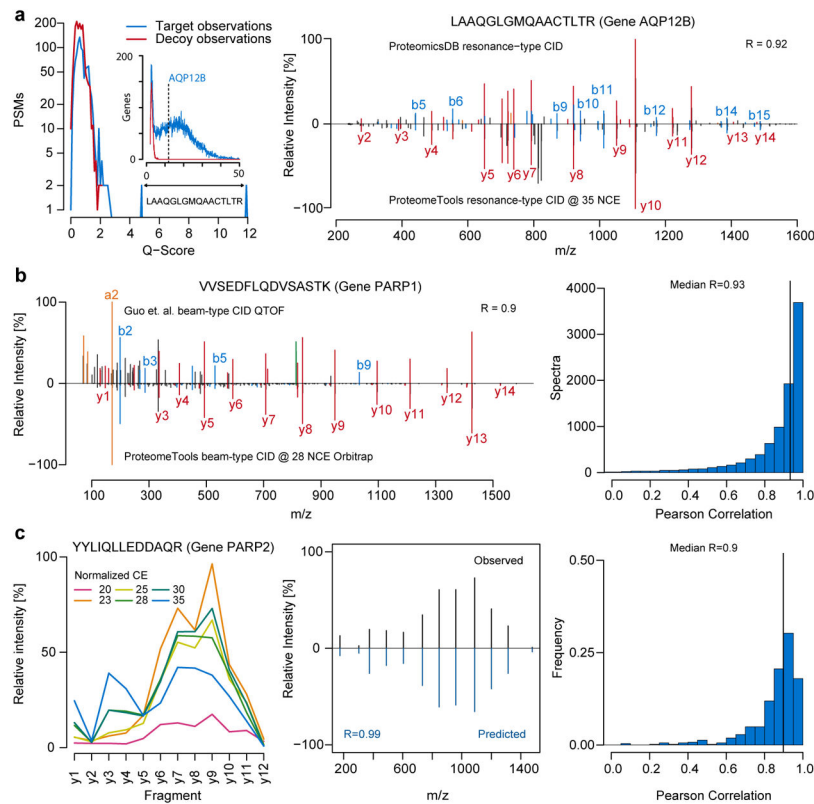 a
Target observations
Decoy observations
200
100
50
20
10
5
2
1
PSMs
0
2
4
6
8
10
12
Q-Score
200
0
Genes
AQP12B
0
50
LAAQGLGMQAACTLTR
LAAQGLGMQAACTLTR (Gene AQP12B)
ProteomicsDB resonance-type CID
R = 0.92
100
0
−100
Relative Intensity [%]
b5
b6
b9
b10
b11
b12
b14
b15
y2
y3
y4
y5
y6
y7
y8
y9
y10
y11
y12
y13
y14
ProteomeTools resonance-type CID @ 35 NCE
200
400
600
800
1000
1200
1400
1600
m/z
b
VVSEDFLQDVSASTK (Gene PARP1)
a2
Guo et. al. beam-type CID QTOF
R = 0.9
100
0
−100
Relative Intensity [%]
b2
b3
b5
b9
y1
y3
y4
y5
y6
y7
y8
y9
y10
y11
y12
y13
y14
ProteomeTools beam-type CID @ 28 NCE Orbitrap
100
300
500
700
900
1100
1300
1500
m/z
Median R=0.93
4000
3000
2000
1000
0
Spectra
0.0
0.2
0.4
0.6
0.8
1.0
Pearson Correlation
c
YYLIQLLEDDAQR (Gene PARP2)
100
50
0
Relative intensity [%]
Normalized CE
20
25
30
23
28
35
y1
y2
y3
y4
y5
y6
y7
y8
y9
y10
y11
y12
Fragment
100
0
−100
Relative Intensity [%]
Observed
R=0.99
Predicted
200
600
1000
1400
m/z
Median R=0.9
0.50
0.25
0.00
Frequency
0.0
0.2
0.4
0.6
0.8
1.0
Pearson Correlation